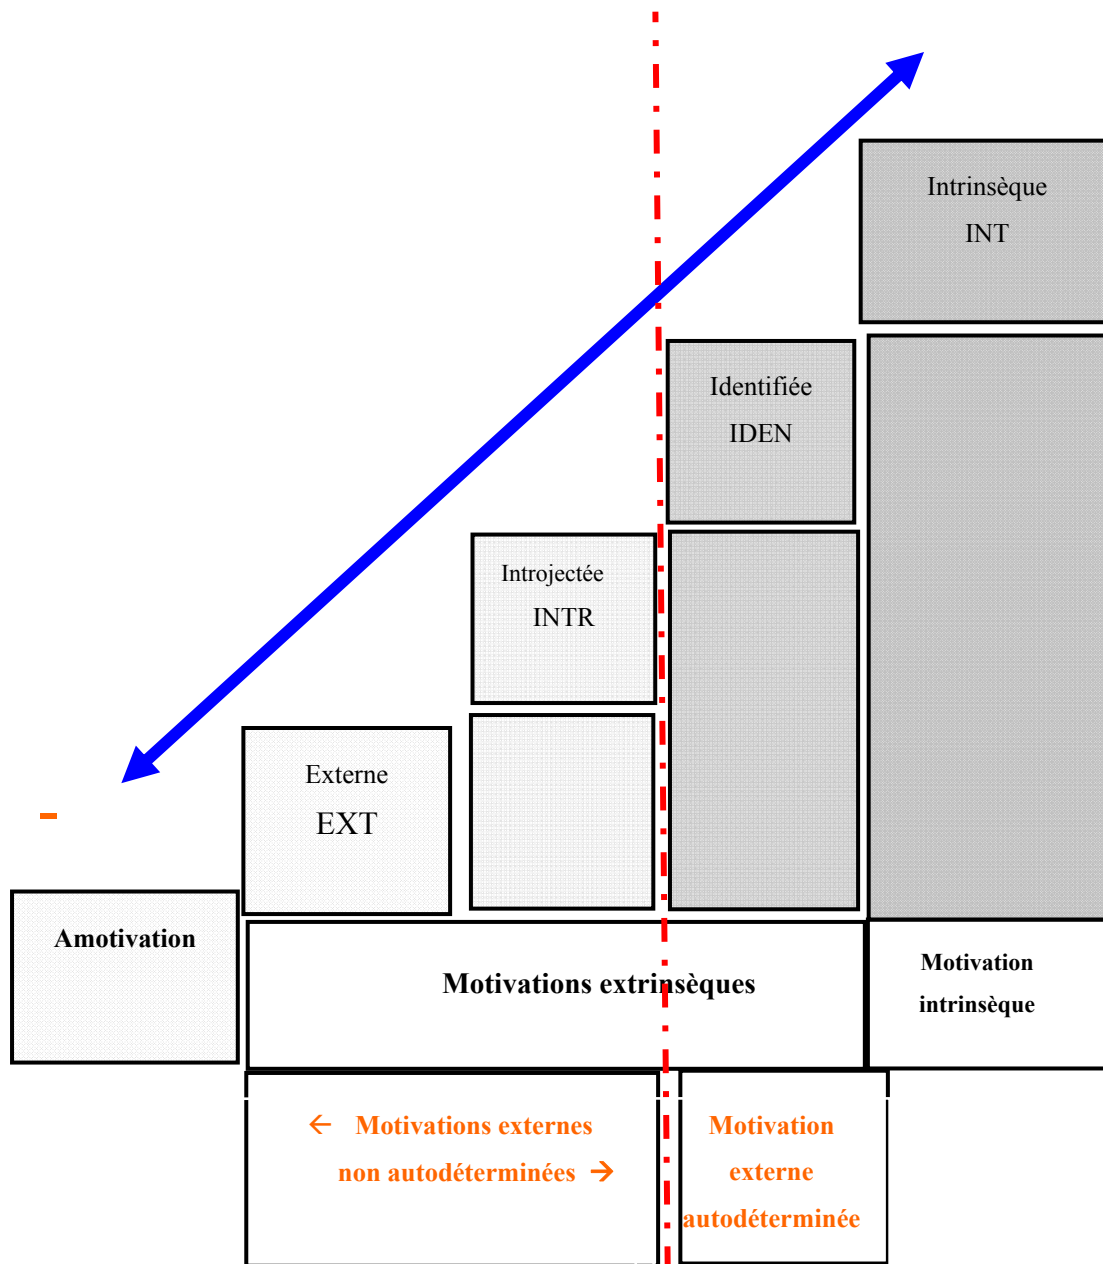 Intrinsèque
INT
Identifiée
IDEN
Introjectée
INTR
Externe
EXT
-
Amotivation
Motivations extrinsèques
Motivation
intrinsèque
← Motivations externes
non autodéterminées →
Motivation
externe
autodéterminée